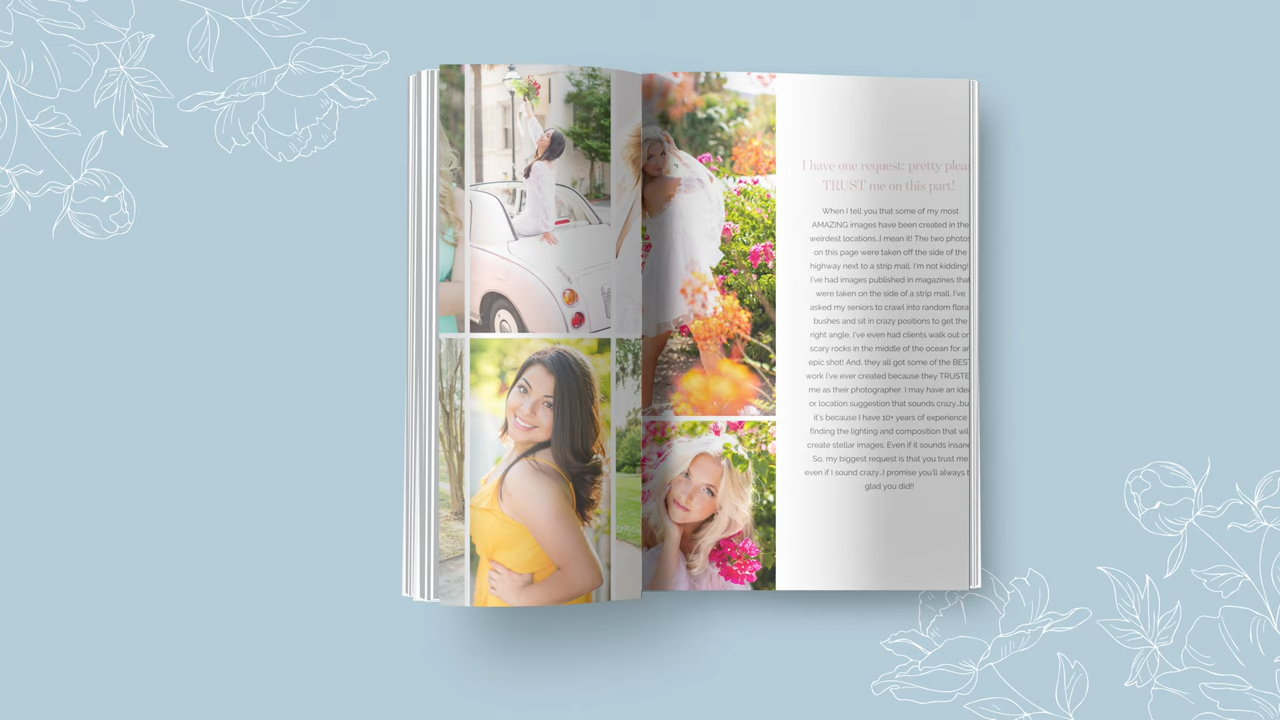 I have one request: pretty pleas
TRUST me on this part!
When I tell you that some of my most
AMAZING images have been created in the
weirdest locations...I mean it! The two photos
on this page were taken off the side of the
highway next to a strip mall. I'm not kidding!
I've had images published in magazines that
were taken on the side of a strip mall. I've
asked my seniors to crawl into random flora
bushes and sit in crazy positions to get the
right angle. I've even had clients walk out on
scary rocks in the middle of the ocean for an
epic shot! And, they all got some of the BEST
work I've ever created because they TRUSTE
me as their photographer. I may have an idea
or location suggestion that sounds crazy...bu
it's because I have 10+ years of experience
finding the lighting and composition that wil
create stellar images. Even if it sounds insane
So, my biggest request is that you trust me
even if I sound crazy...I promise you'll always b
glad you did!!